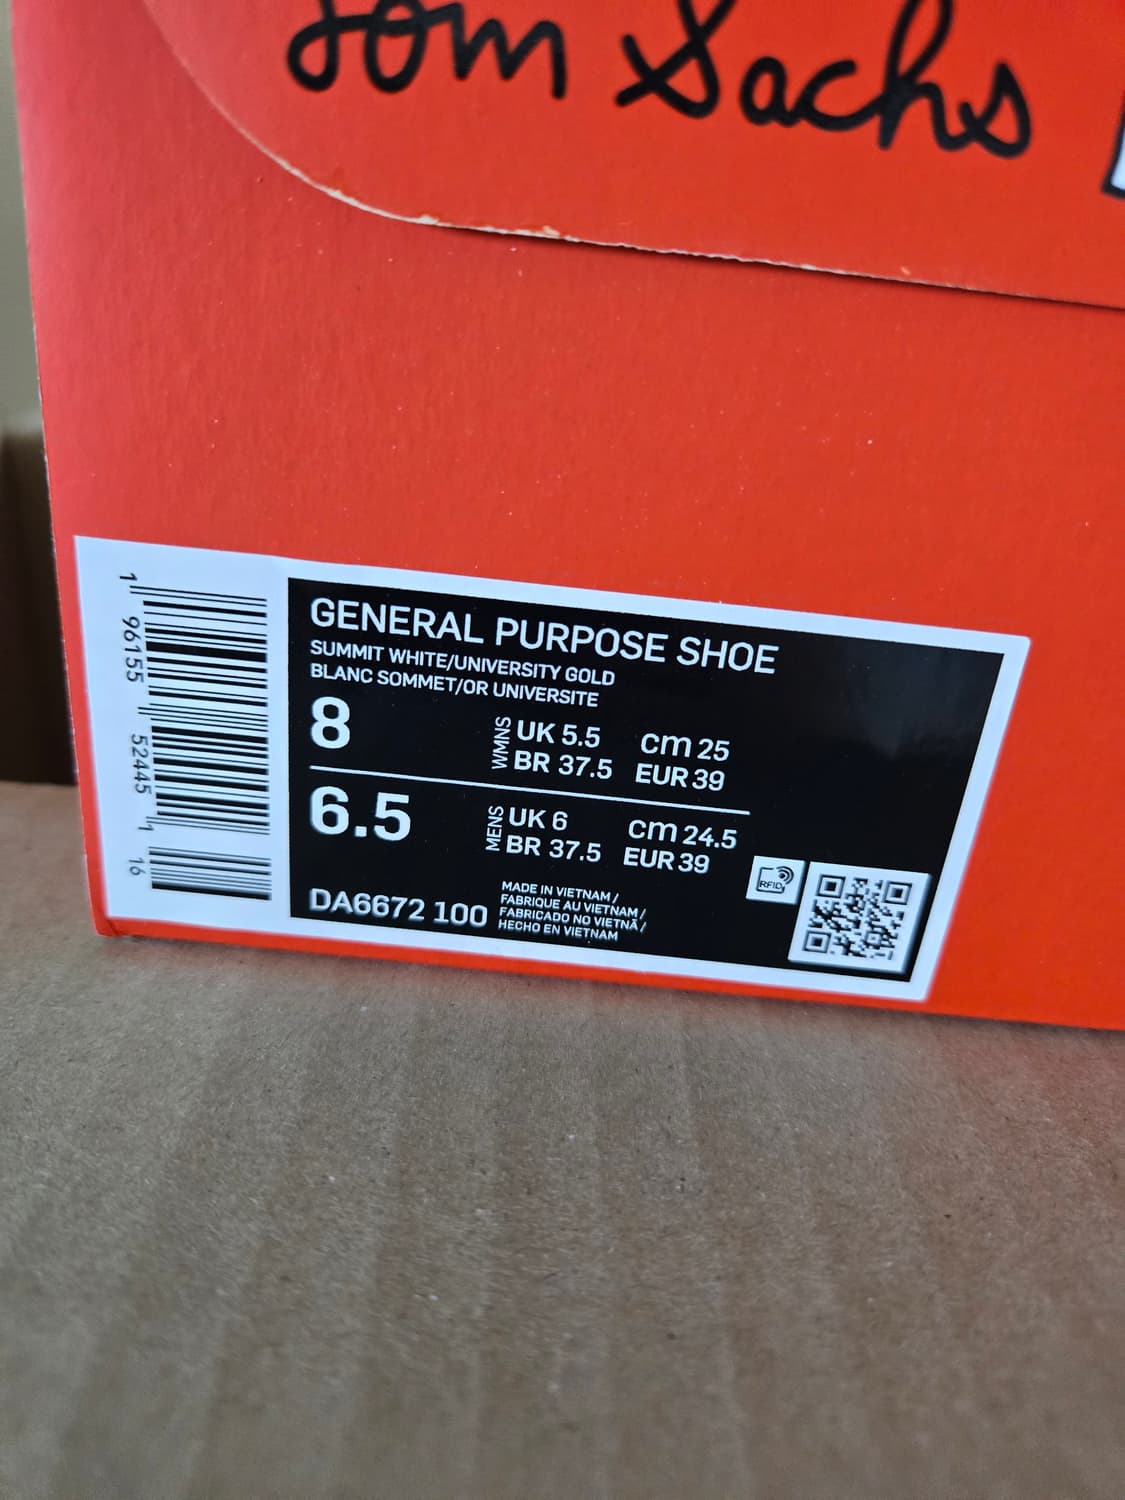 Tom Sachs
GENERAL PURPOSE SHOE
SUMMIT WHITE/UNIVERSITY GOLD
BLANC SOMMET/OR UNIVERSITE
8 WMNS UK 5.5 cm 25
BR 37.5 EUR 39
6.5 MENS UK 6 cm 24.5
BR 37.5 EUR 39
DA6672 100
MADE IN VIETNAM /
FABRIQUE AU VIETNAM /
FABRICADO NO VIETNÃ /
HECHO EN VIETNAM
RFID
1 96155 52445 1 16